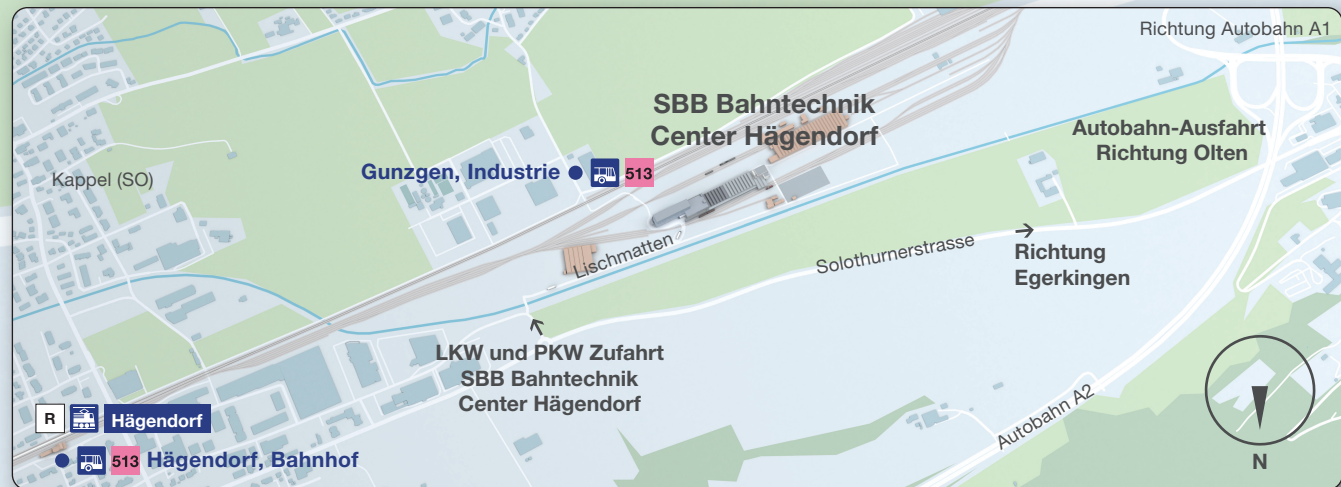 Richtung Autobahn A1
SBB Bahntechnik
Center Hägendorf
Autobahn-Ausfahrt
Richtung Olten
Gunzgen, Industrie
513
Kappel (SO)
Lischmatten
Solothurnerstrasse
Richtung
Egerkingen
LKW und PKW Zufahrt
SBB Bahntechnik
Center Hägendorf
Autobahn A2
R
Hägendorf
513
Hägendorf, Bahnhof
N